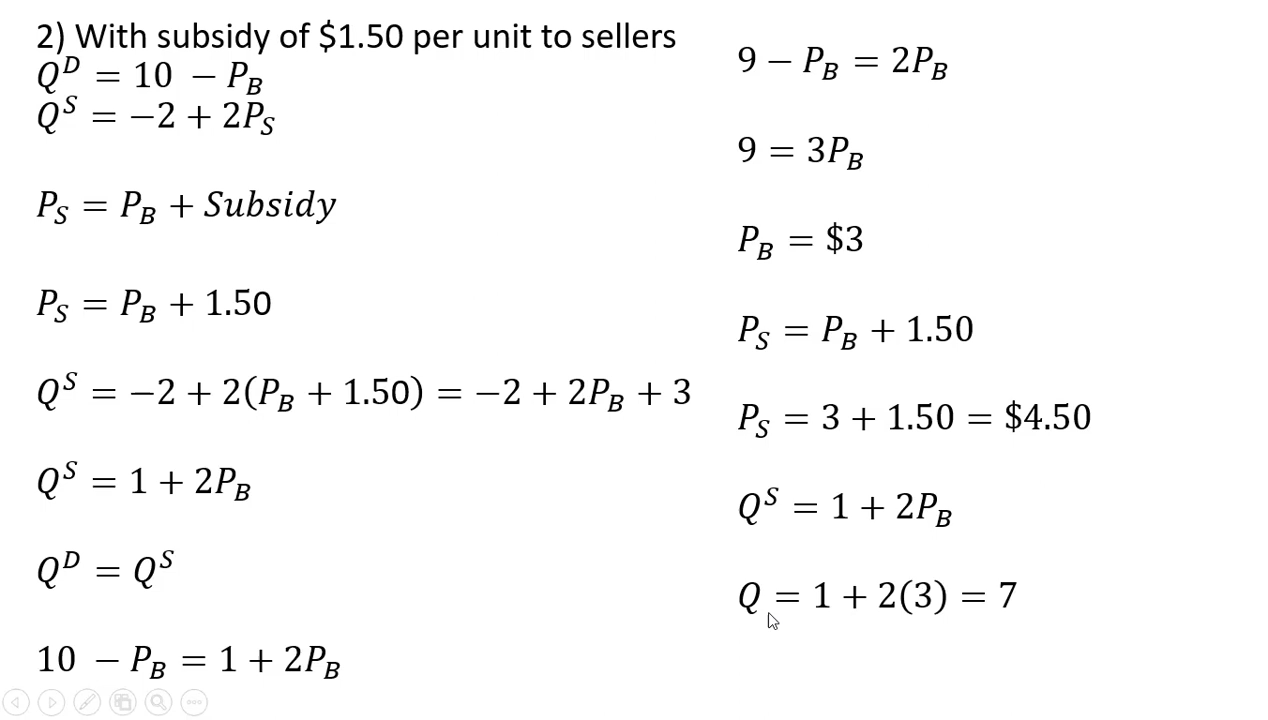 2) With subsidy of $1.50 per unit to sellers
Q^D = 10 − P_B
Q^S = −2 + 2P_S
P_S = P_B + Subsidy
P_S = P_B + 1.50
Q^S = −2 + 2(P_B + 1.50) = −2 + 2P_B + 3
Q^S = 1 + 2P_B
Q^D = Q^S
10 − P_B = 1 + 2P_B
9 − P_B = 2P_B
9 = 3P_B
P_B = $3
P_S = P_B + 1.50
P_S = 3 + 1.50 = $4.50
Q^S = 1 + 2P_B
Q = 1 + 2(3) = 7